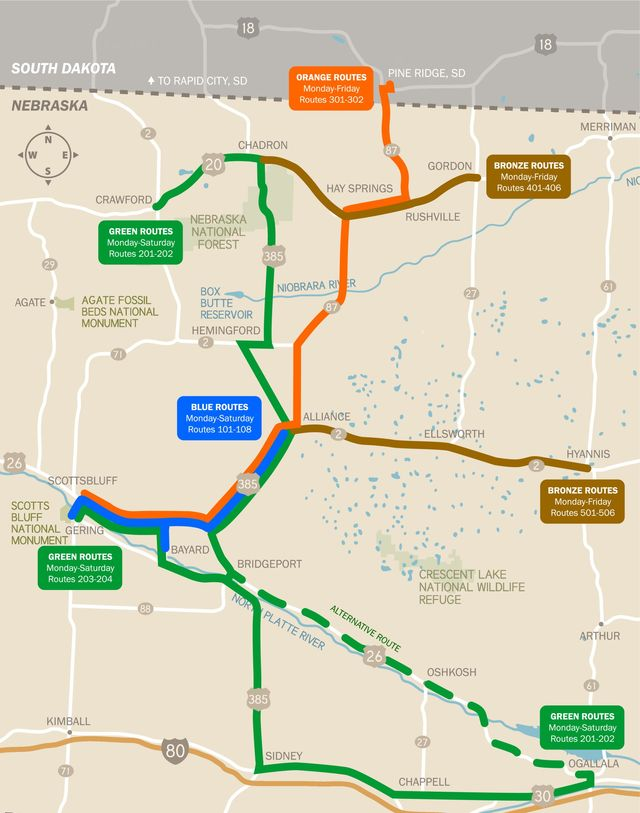 18
18
SOUTH DAKOTA
TO RAPID CITY, SD
ORANGE ROUTES
Monday-Friday
Routes 301-302
PINE RIDGE, SD
NEBRASKA
MERRIMAN
N
W E
S
2
CHADRON
87
20
GORDON
BRONZE ROUTES
Monday-Friday
Routes 401-406
NIO
HAY SPRINGS
CRAWFORD
RUSHVILLE
GREEN ROUTES
Monday-Saturday
Routes 201-202
NEBRASKA
NATIONAL
FOREST
385
29
BOX
BUTTE
RESERVOIR
NIOBRARA RIVER
27
61
AGATE
AGATE FOSSIL
BEDS NATIONAL
MONUMENT
87
HEMINGFORD
2
71
BLUE ROUTES
Monday-Saturday
Routes 101-108
ALLIANCE
2
ELLSWORTH
HYANNIS
2
26
SCOTTSBLUFF
385
BRONZE ROUTES
Monday-Friday
Routes 501-506
SCOTTS
BLUFF
NATIONAL
MONUMENT
GERING
GREEN ROUTES
Monday-Saturday
Routes 203-204
BAYARD
BRIDGEPORT
CRESCENT LAKE
NATIONAL WILDLIFE
REFUGE
88
NORTH PLATTE RIVER
ALTERNATIVE ROUTE
26
ARTHUR
OSHKOSH
61
385
GREEN ROUTES
Monday-Saturday
Routes 201-202
KIMBALL
80
27
SIDNEY
OGALLALA
71
CHAPPELL
30